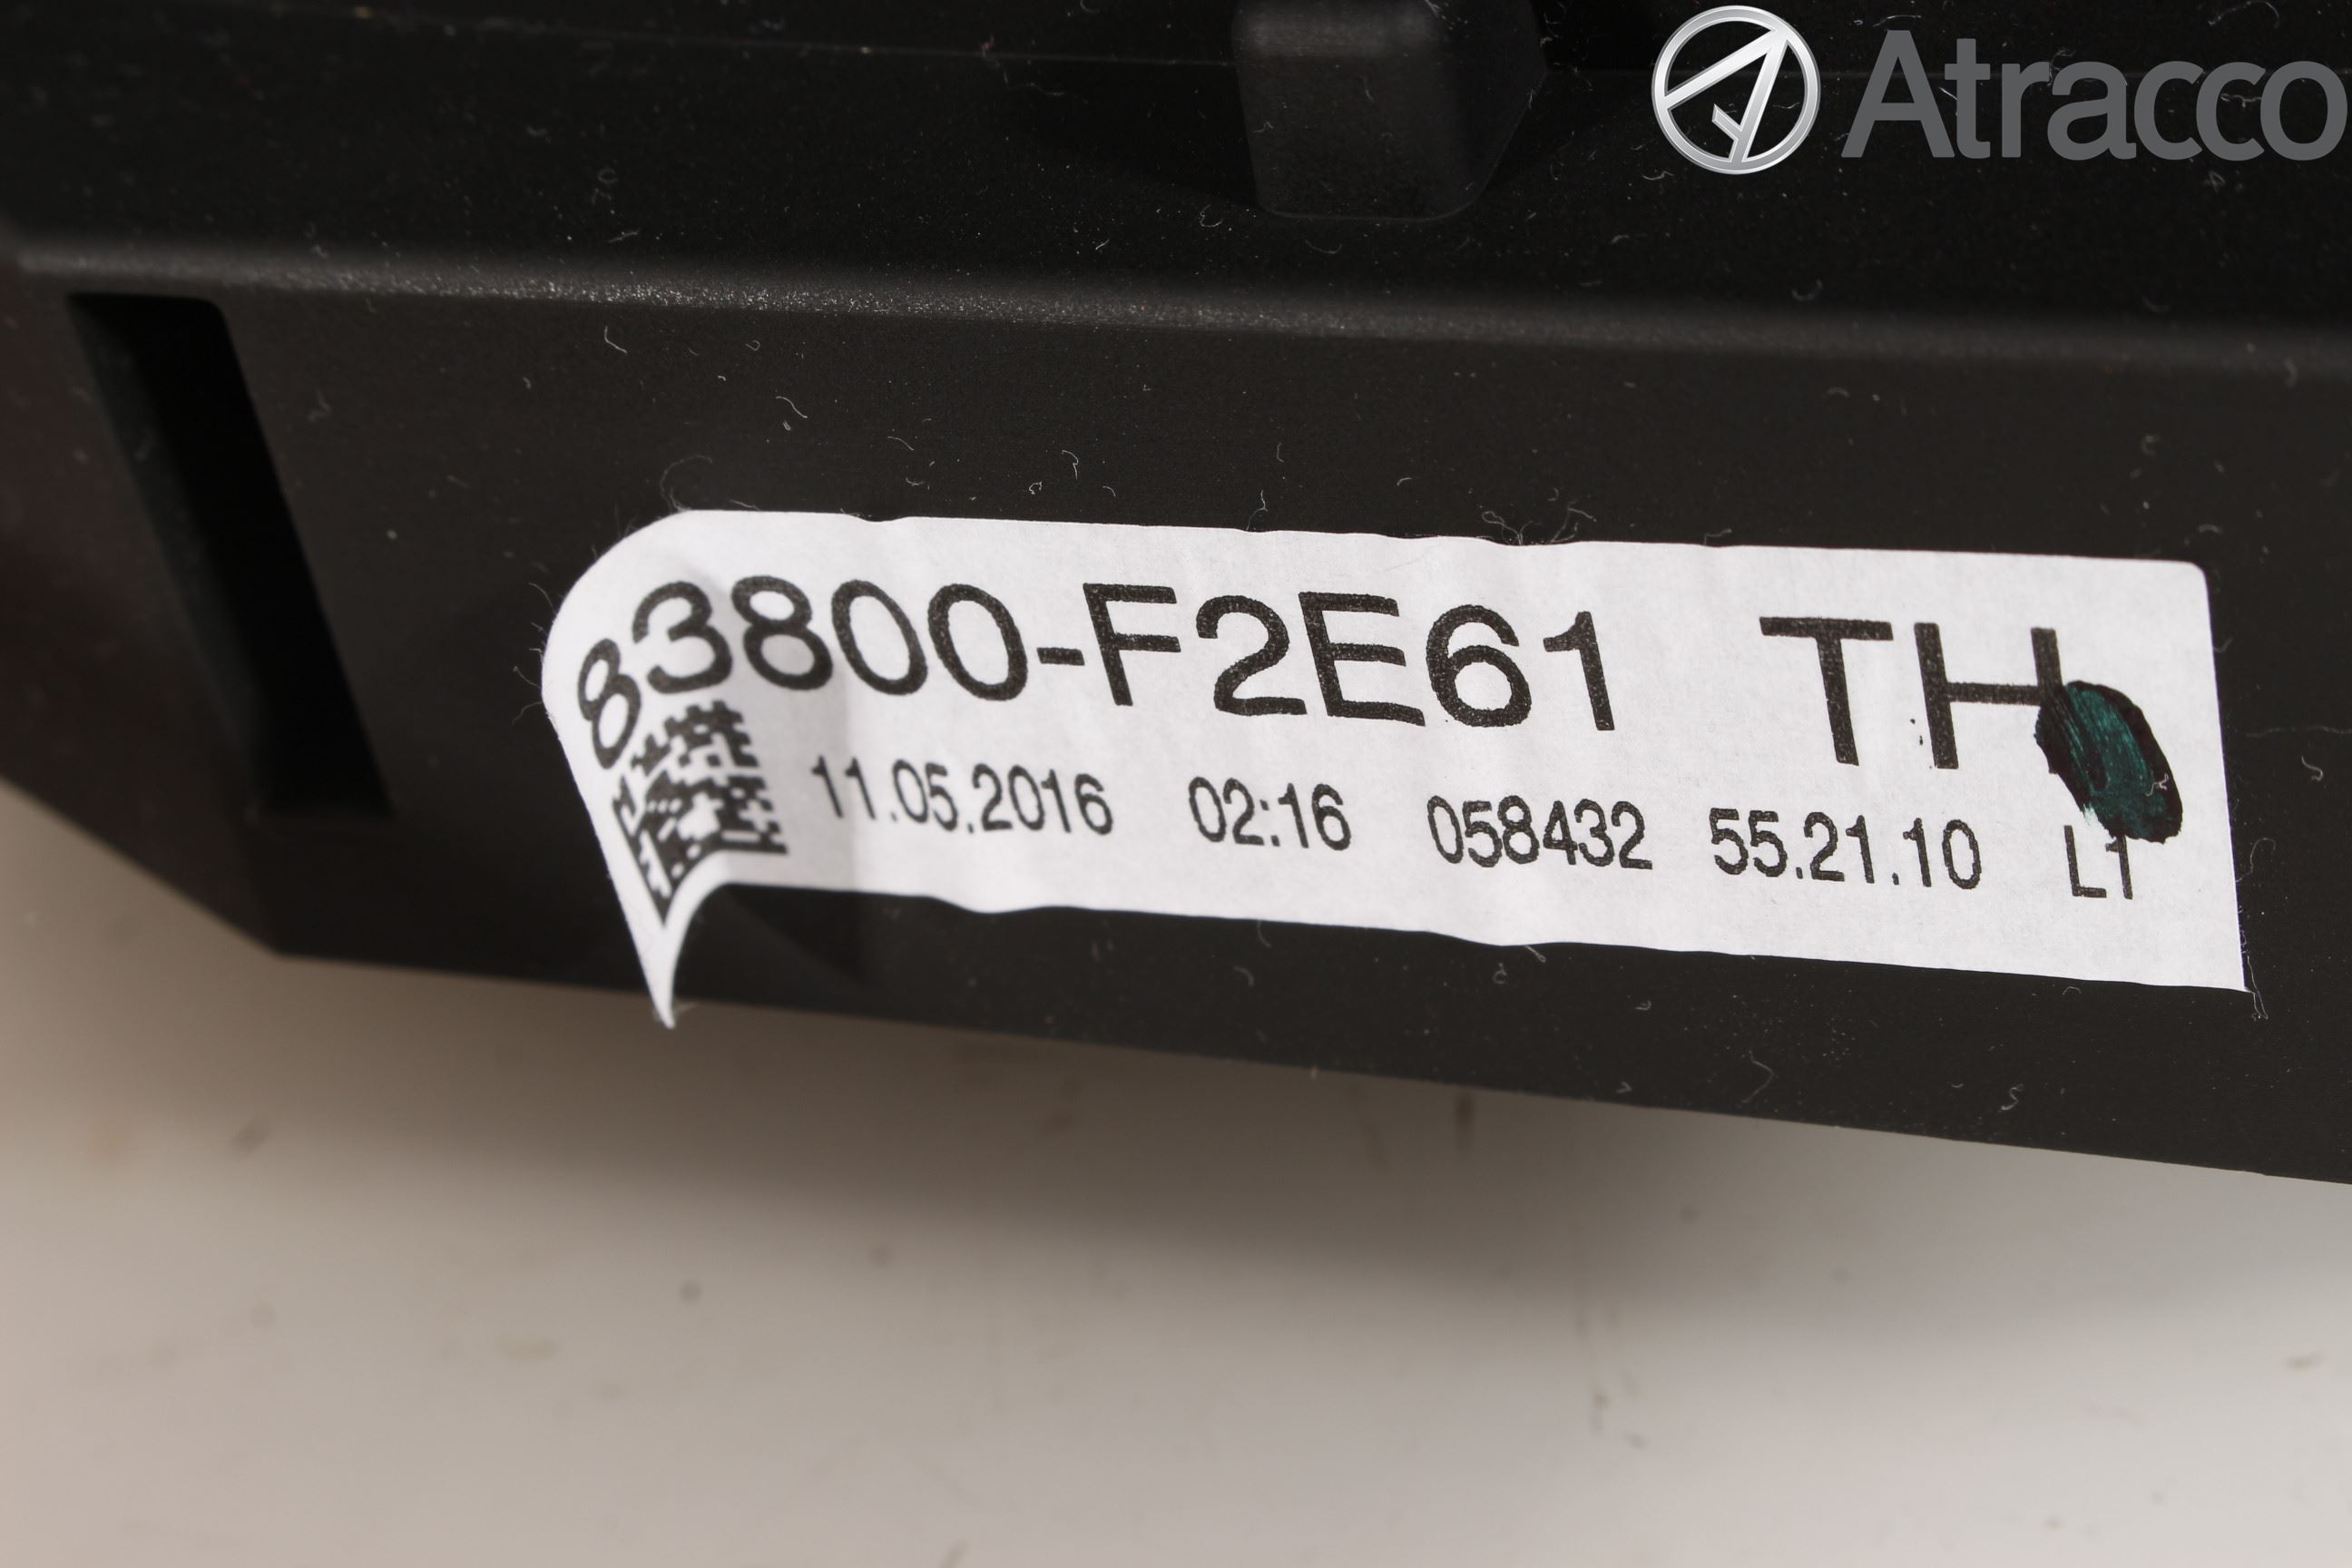 Atracco
83800-F2E61 TH
11.05.2016 02:16 058432 55.21.10 L1